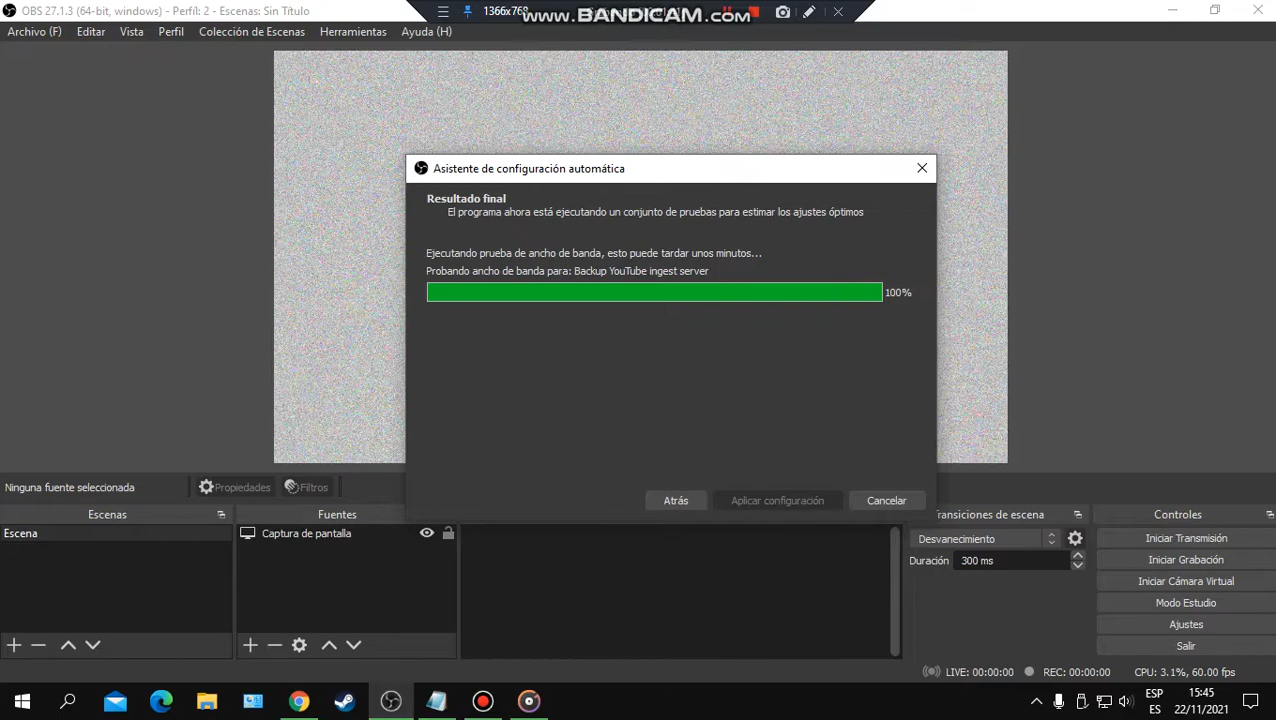 OBS 27.1.3 (64-bit, windows) - Perfíl: 2 - Escenas: Sin Título
1366x768
www.BANDICAM.com
Archivo (F) Editar Vista Perfil Colección de Escenas Herramientas Ayuda (H)
Asistente de configuración automática
Resultado final
El programa ahora está ejecutando un conjunto de pruebas para estimar los ajustes óptimos
Ejecutando prueba de ancho de banda, esto puede tardar unos minutos...
Probando ancho de banda para: Backup YouTube ingest server
100%
Atrás Aplicar configuración Cancelar
Ninguna fuente seleccionada Propiedades Filtros
Escenas Fuentes ransiciones de escena Controles
Escena
Captura de pantalla
Desvanecimiento
Duración 300 ms
Iniciar Transmisión
Iniciar Grabación
Iniciar Cámara Virtual
Modo Estudio
Ajustes
Salir
LIVE: 00:00:00 REC: 00:00:00 CPU: 3.1%, 60.00 fps
ESP
ES
15:45
22/11/2021